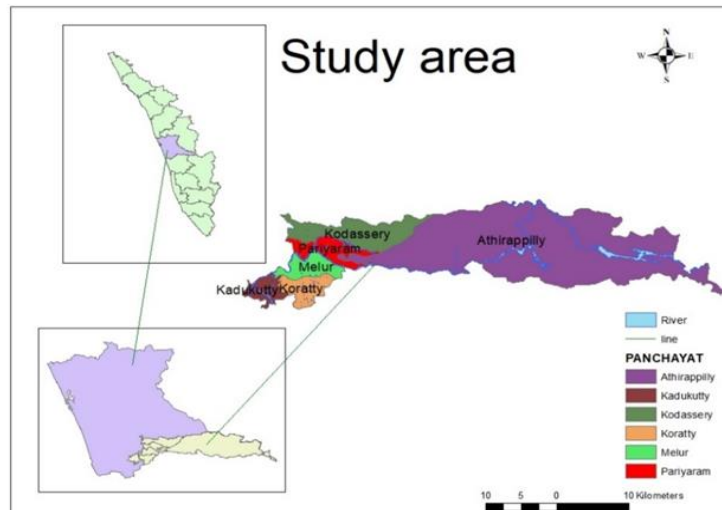 Study area
N
W E
S
Kodassery
Pariyaram
Athirappilly
Melur
Kadukutty
Koratty
River
line
PANCHAYAT
Athirappilly
Kadukutty
Kodassery
Koratty
Melur
Pariyaram
10 5 0 10 Kilometers